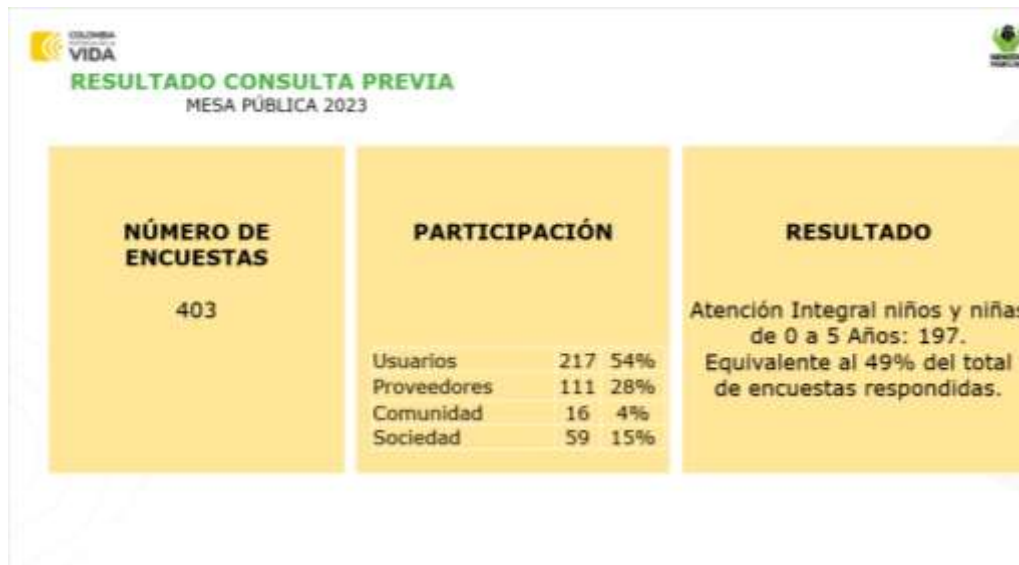 COLOMBIA
VIDA
RESULTADO CONSULTA PREVIA
MESA PÚBLICA 2023
NÚMERO DE
ENCUESTAS
403
PARTICIPACIÓN
Usuarios 217 54%
Proveedores 111 28%
Comunidad 16 4%
Sociedad 59 15%
RESULTADO
Atención Integral niños y niñas
de 0 a 5 Años: 197.
Equivalente al 49% del total
de encuestas respondidas.